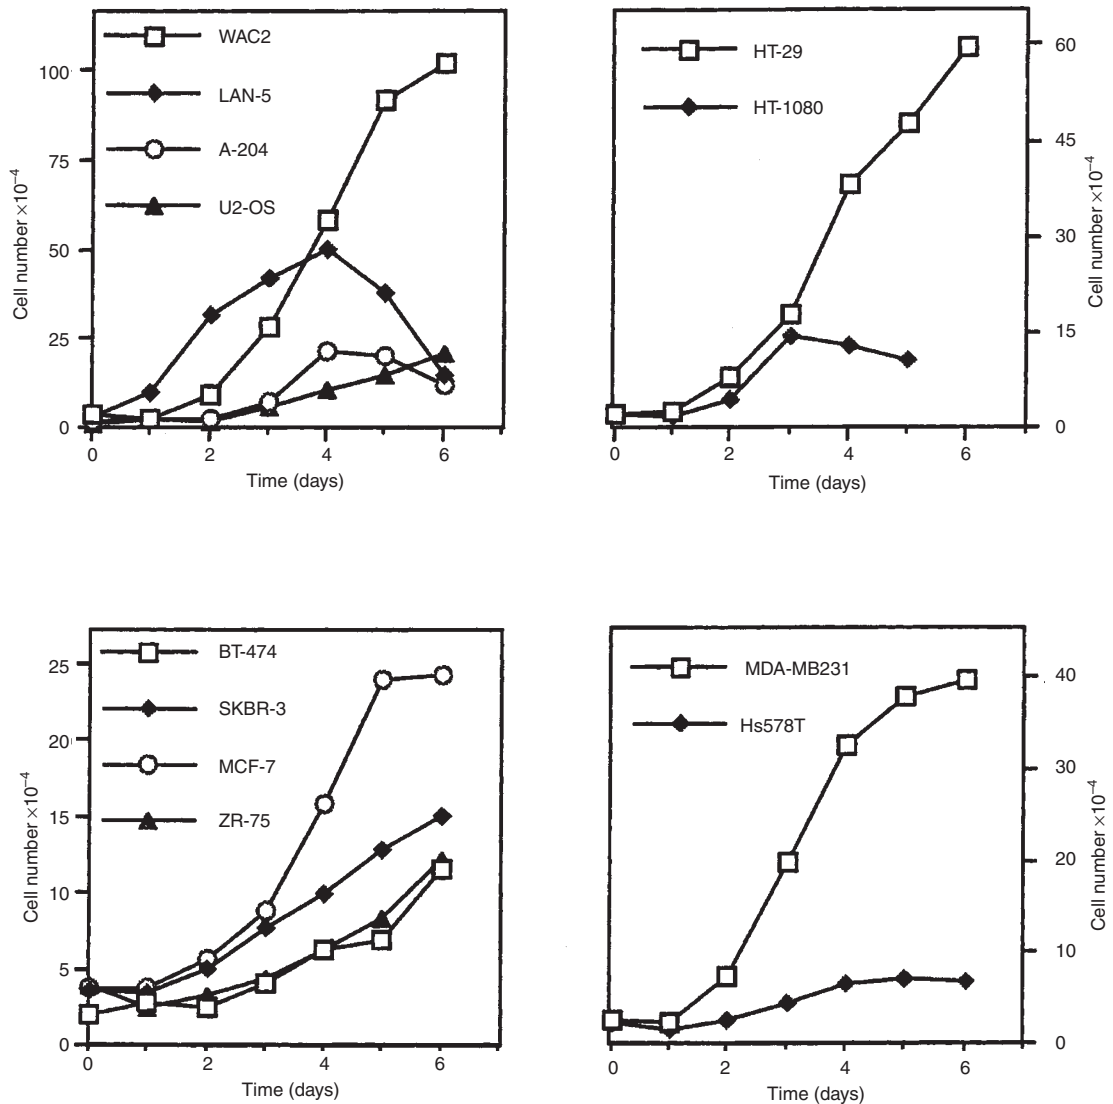 WAC2
LAN-5
A-204
U2-OS
100
75
50
25
0
Cell number ×10⁻⁴
0 2 4 6
Time (days)
HT-29
HT-1080
60
45
30
15
0
Cell number ×10⁻⁴
0 2 4 6
Time (days)
BT-474
SKBR-3
MCF-7
ZR-75
25
20
15
10
5
0
Cell number ×10⁻⁴
0 2 4 6
Time (days)
MDA-MB231
Hs578T
40
30
20
10
0
Cell number ×10⁻⁴
0 2 4 6
Time (days)